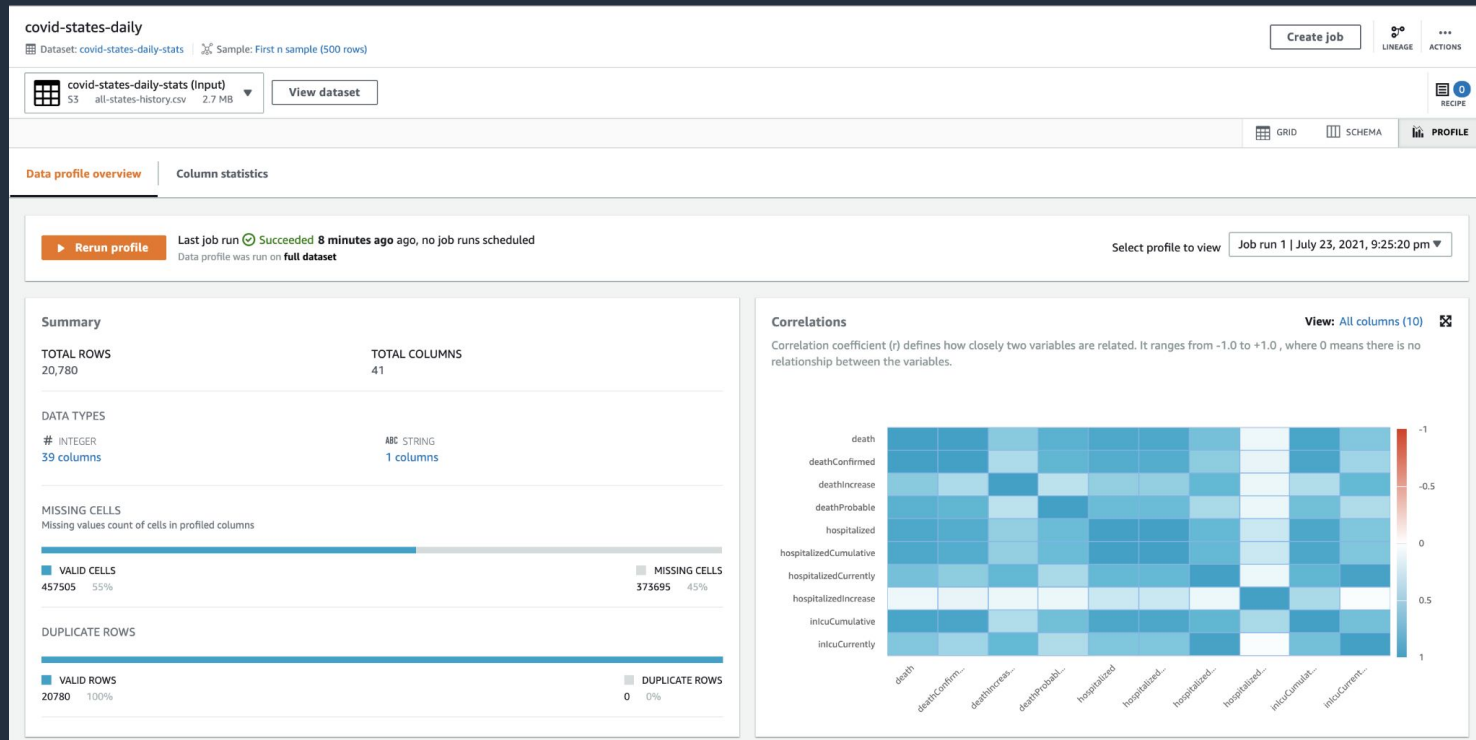 covid-states-daily
Dataset: covid-states-daily-stats Sample: First n sample (500 rows)
Create job
LINEAGE
ACTIONS
covid-states-daily-stats (Input)
S3 all-states-history.csv 2.7 MB
View dataset
0
RECIPE
GRID SCHEMA PROFILE
Data profile overview Column statistics
Rerun profile
Last job run Succeeded 8 minutes ago ago, no job runs scheduled
Data profile was run on full dataset
Select profile to view Job run 1 | July 23, 2021, 9:25:20 pm
Summary
TOTAL ROWS TOTAL COLUMNS
20,780 41
DATA TYPES
# INTEGER ABC STRING
39 columns 1 columns
MISSING CELLS
Missing values count of cells in profiled columns
VALID CELLS MISSING CELLS
457505 55% 373695 45%
DUPLICATE ROWS
VALID ROWS DUPLICATE ROWS
20780 100% 0 0%
Correlations View: All columns (10)
Correlation coefficient (r) defines how closely two variables are related. It ranges from -1.0 to +1.0 , where 0 means there is no
relationship between the variables.
death
deathConfirmed
deathIncrease
deathProbable
hospitalized
hospitalizedCumulative
hospitalizedCurrently
hospitalizedIncrease
inIcuCumulative
inIcuCurrently
-1
-0.5
0
0.5
1
death
deathConfirm...
deathIncreas...
deathProbabl...
hospitalized
hospitalized...
hospitalized...
hospitalized...
inIcuCumulat...
inIcuCurrent...